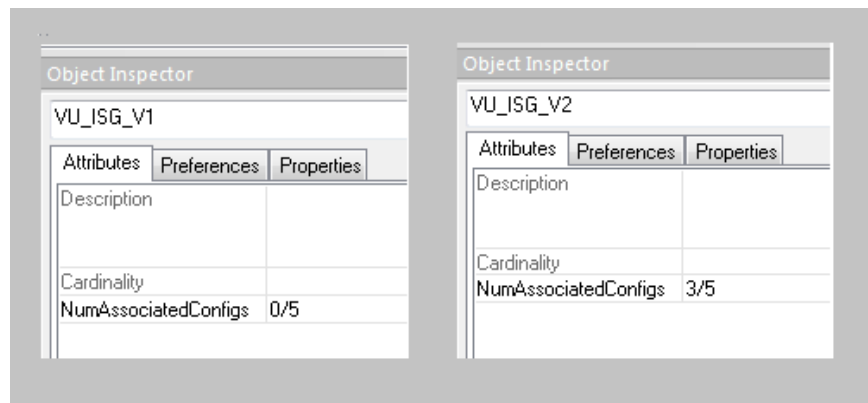 Object Inspector
VU_ISG_V1
Attributes Preferences Properties
Description
Cardinality
NumAssociatedConfigs 0/5
Object Inspector
VU_ISG_V2
Attributes Preferences Properties
Description
Cardinality
NumAssociatedConfigs 3/5